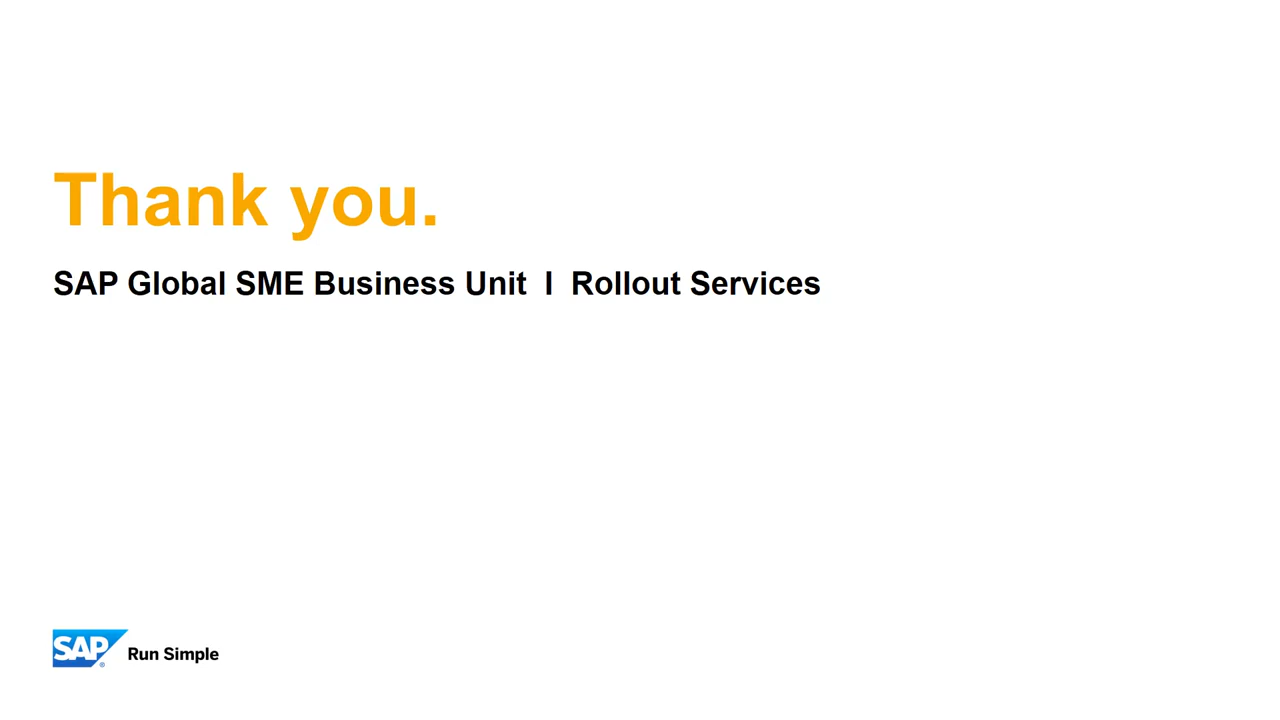 Thank you.
SAP Global SME Business Unit I Rollout Services
SAP® Run Simple